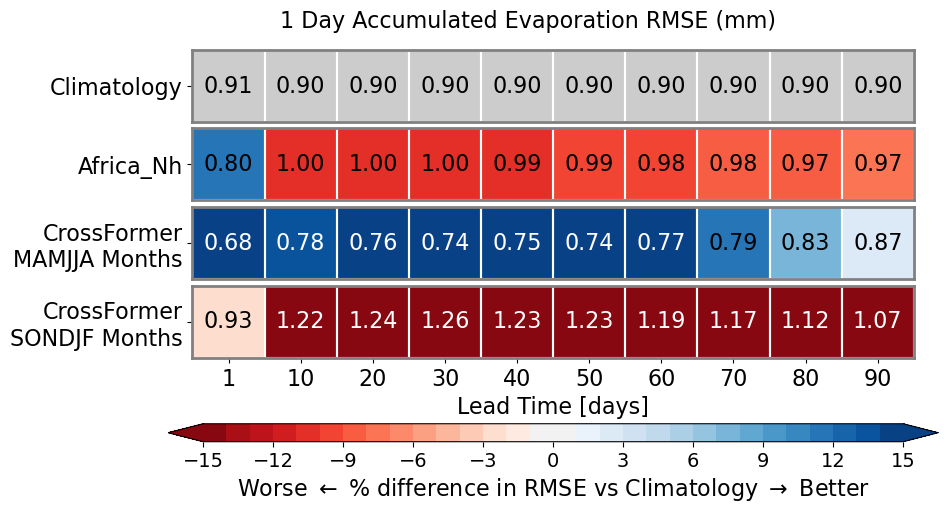 1 Day Accumulated Evaporation RMSE (mm)
Climatology 0.91 0.90 0.90 0.90 0.90 0.90 0.90 0.90 0.90 0.90
Africa_Nh 0.80 1.00 1.00 1.00 0.99 0.99 0.98 0.98 0.97 0.97
CrossFormer
MAMJJA Months 0.68 0.78 0.76 0.74 0.75 0.74 0.77 0.79 0.83 0.87
CrossFormer
SONDJF Months 0.93 1.22 1.24 1.26 1.23 1.23 1.19 1.17 1.12 1.07
1 10 20 30 40 50 60 70 80 90
Lead Time [days]
−15 −12 −9 −6 −3 0 3 6 9 12 15
Worse ← % difference in RMSE vs Climatology → Better